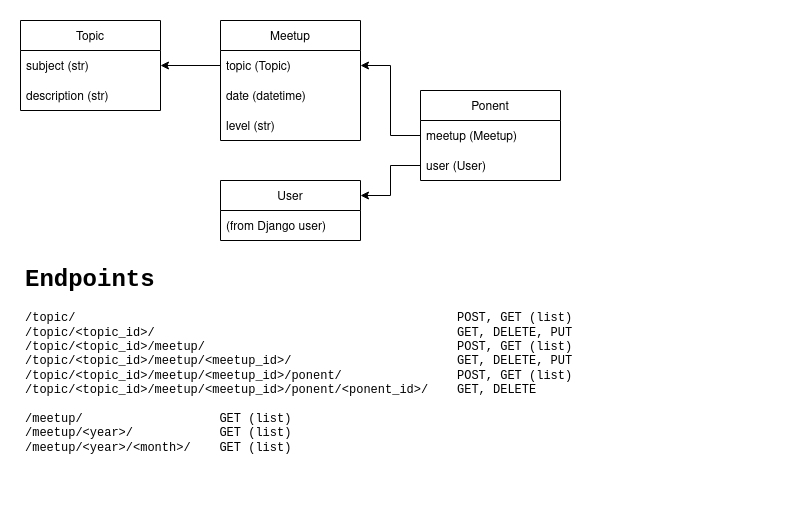 Topic
subject (str)
description (str)
Meetup
topic (Topic)
date (datetime)
level (str)
Ponent
meetup (Meetup)
user (User)
User
(from Django user)
Endpoints
/topic/ POST, GET (list)
/topic/<topic_id>/ GET, DELETE, PUT
/topic/<topic_id>/meetup/ POST, GET (list)
/topic/<topic_id>/meetup/<meetup_id>/ GET, DELETE, PUT
/topic/<topic_id>/meetup/<meetup_id>/ponent/ POST, GET (list)
/topic/<topic_id>/meetup/<meetup_id>/ponent/<ponent_id>/ GET, DELETE
/meetup/ GET (list)
/meetup/<year>/ GET (list)
/meetup/<year>/<month>/ GET (list)